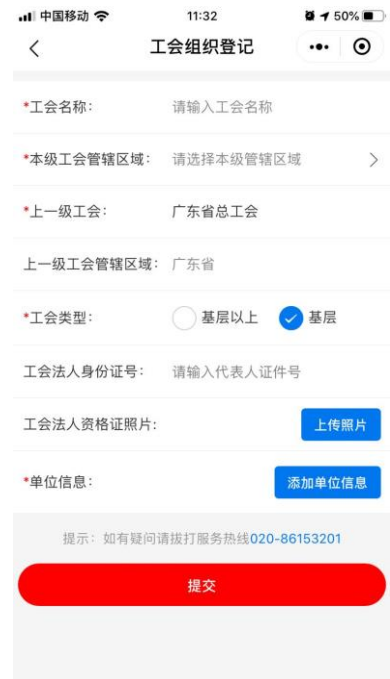 中国移动 11:32 50%
工会组织登记
*工会名称: 请输入工会名称
*本级工会管辖区域: 请选择本级管辖区域
*上一级工会: 广东省总工会
上一级工会管辖区域: 广东省
*工会类型: 基层以上 基层
工会法人身份证号: 请输入代表人证件号
工会法人资格证照片: 上传照片
*单位信息: 添加单位信息
提示:如有疑问请拔打服务热线020-86153201
提交